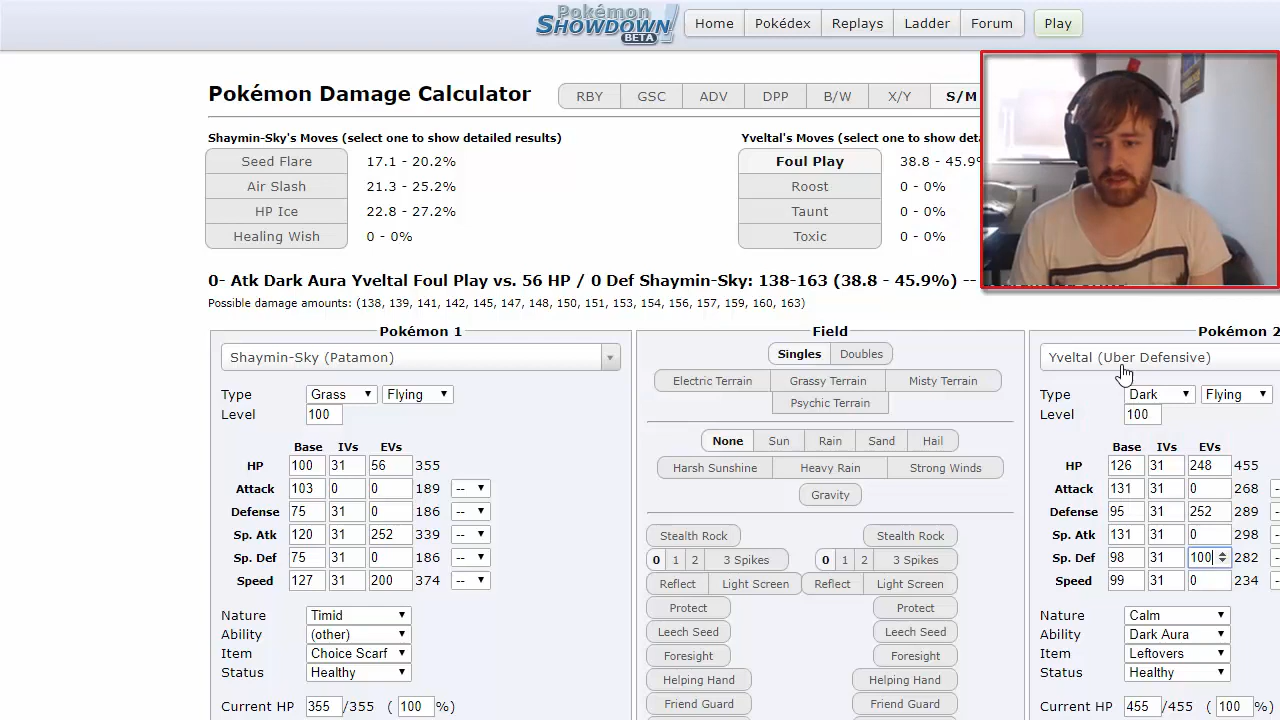 Pokémon
SHOWDOWN!
BETA
Home Pokédex Replays Ladder Forum Play
Pokémon Damage Calculator RBY GSC ADV DPP B/W X/Y S/M
Shaymin-Sky's Moves (select one to show detailed results) Yveltal's Moves (select one to show
Seed Flare 17.1 - 20.2% Foul Play 38.8 - 45.9%
Air Slash 21.3 - 25.2% Roost 0 - 0%
HP Ice 22.8 - 27.2% Taunt 0 - 0%
Healing Wish 0 - 0% Toxic 0 - 0%
0- Atk Dark Aura Yveltal Foul Play vs. 56 HP / 0 Def Shaymin-Sky: 138-163 (38.8 - 45.9%) --
Possible damage amounts: (138, 139, 141, 142, 145, 147, 148, 150, 151, 153, 154, 156, 157, 159, 160, 163)
Pokémon 1 Field Pokémon 2
Shaymin-Sky (Patamon) Singles Doubles Yveltal (Uber Defensive)
Electric Terrain Grassy Terrain Misty Terrain
Type Grass Flying Psychic Terrain Type Dark Flying
Level 100 Level 100
None Sun Rain Sand Hail
Base IVs EVs Base IVs EVs
HP 100 31 56 355 Harsh Sunshine Heavy Rain Strong Winds HP 126 31 248 455
Attack 103 0 0 189 -- Gravity Attack 131 31 0 268
Defense 75 31 0 186 -- Defense 95 31 252 289
Sp. Atk 120 31 252 339 -- Stealth Rock Stealth Rock Sp. Atk 131 31 0 298
Sp. Def 75 31 0 186 -- 0 1 2 3 Spikes 0 1 2 3 Spikes Sp. Def 98 31 100 282
Speed 127 31 200 374 -- Reflect Light Screen Reflect Light Screen Speed 99 31 0 234
Protect Protect
Nature Timid Nature Calm
Ability (other) Leech Seed Leech Seed Ability Dark Aura
Item Choice Scarf Foresight Foresight Item Leftovers
Status Healthy Helping Hand Helping Hand Status Healthy
Current HP 355 /355 ( 100 %) Friend Guard Friend Guard Current HP 455 /455 ( 100 %)